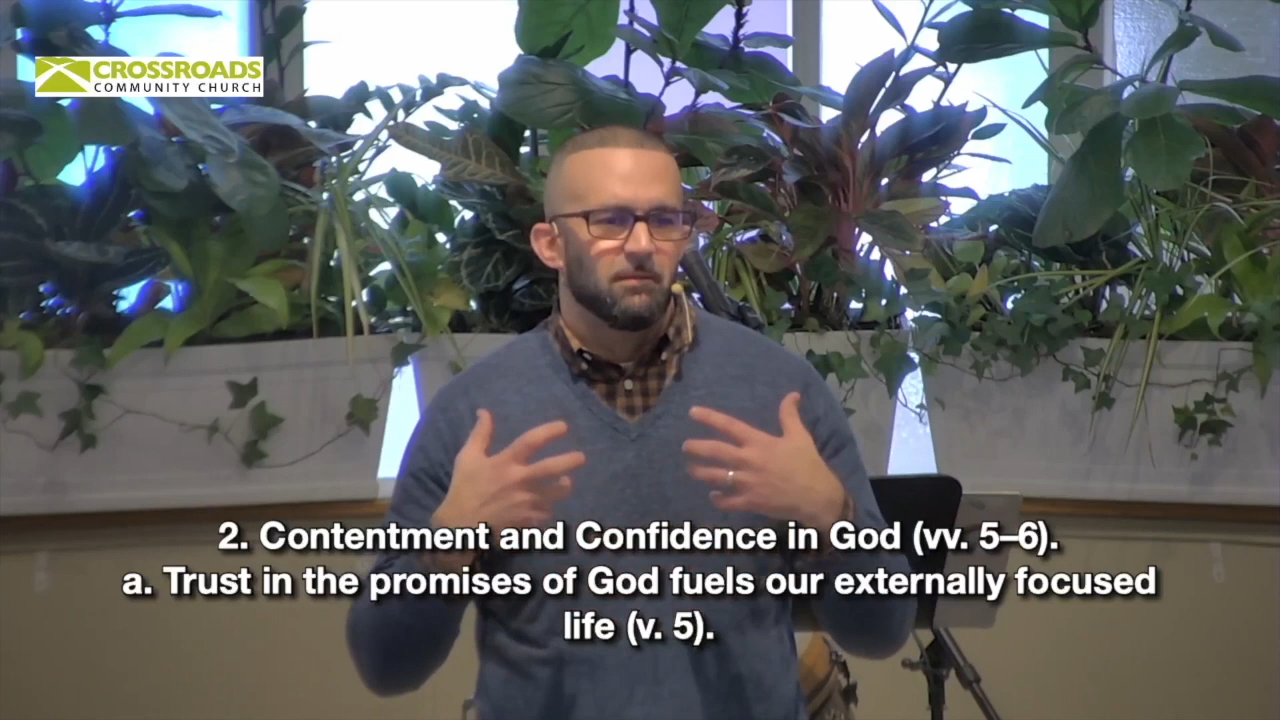 CROSSROADS
COMMUNITY CHURCH
2. Contentment and Confidence in God (vv. 5–6).
a. Trust in the promises of God fuels our externally focused
life (v. 5).